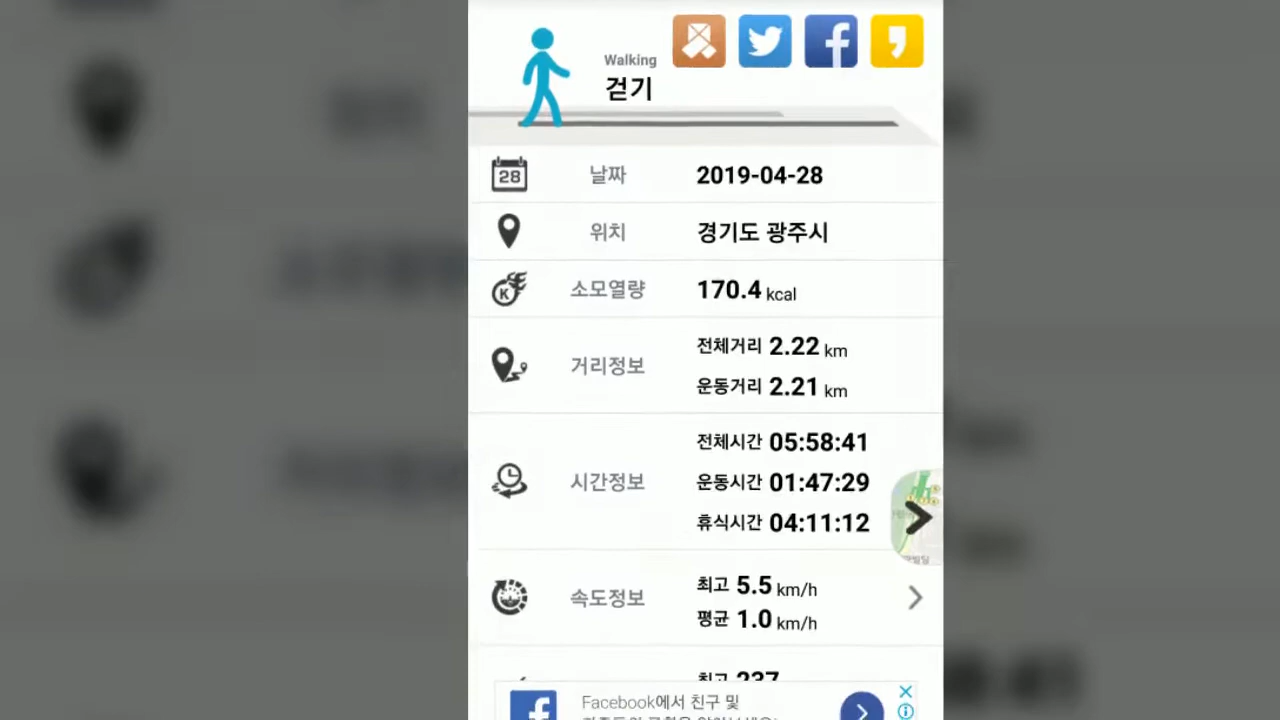 Walking
걷기
28
날짜
2019-04-28
위치
경기도 광주시
K
소모열량
170.4 kcal
거리정보
전체거리 2.22 km
운동거리 2.21 km
시간정보
전체시간 05:58:41
운동시간 01:47:29
휴식시간 04:11:12
속도정보
최고 5.5 km/h
평균 1.0 km/h
최고 237
Facebook에서 친구 및